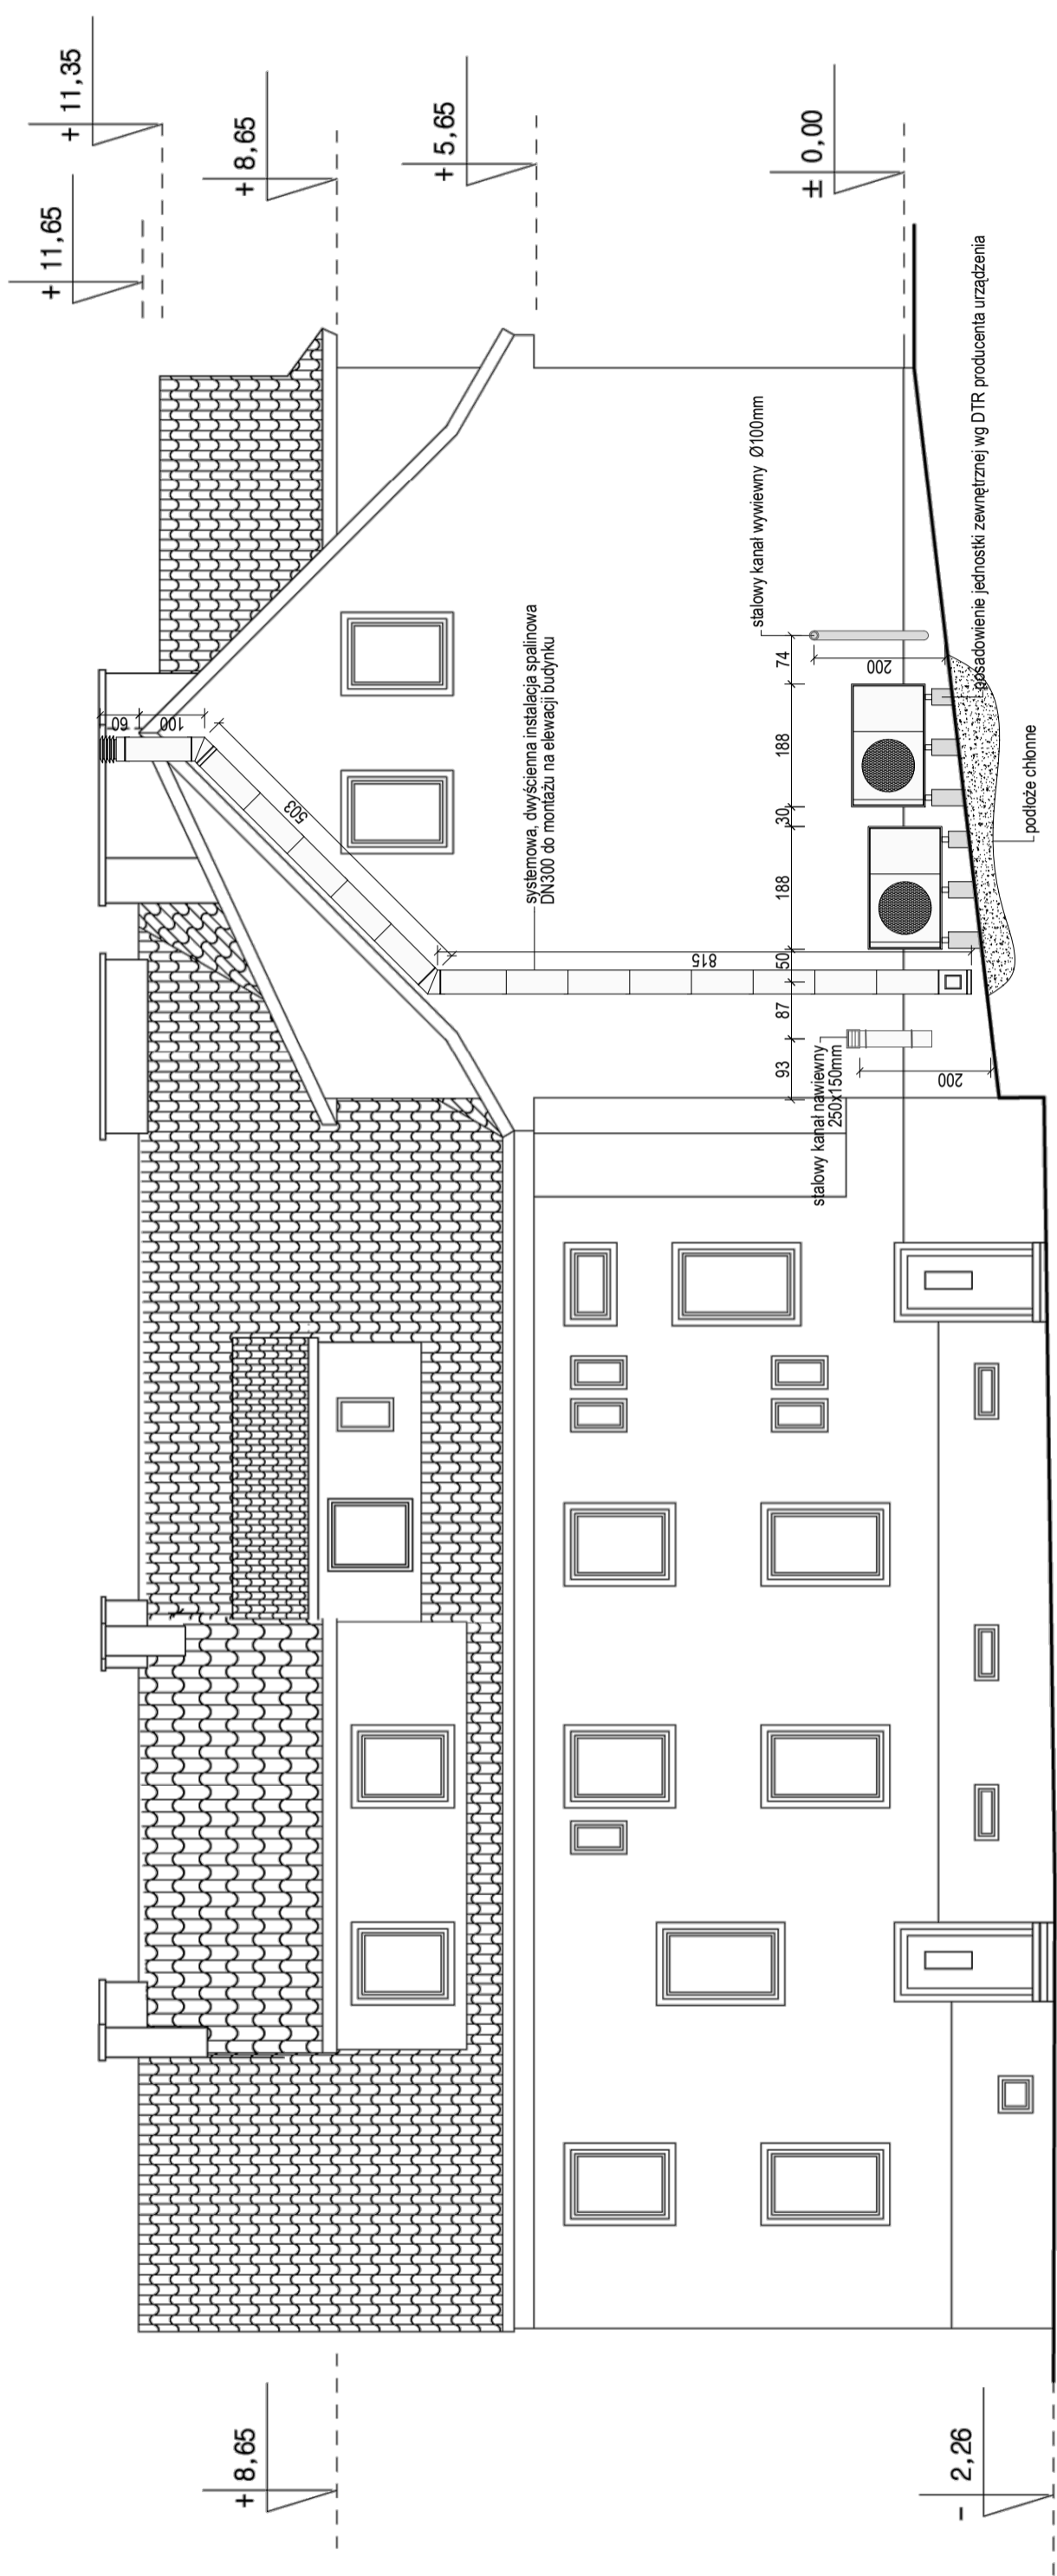 + 11,65
+ 11,35
+ 8,65
+ 5,65
± 0,00
+ 8,65
- 2,26
60
100
503
815
systemowa, dwyścienna instalacja spalinowa
DN300 do montażu na elewacji budynku
stalowy kanał wywiewny Ø100mm
stalowy kanał nawiewny
250x150mm
93
87
50
188
30
188
74
200
200
posadowienie jednostki zewnętrznej wg DTR producenta urządzenia
podłoże chłonne